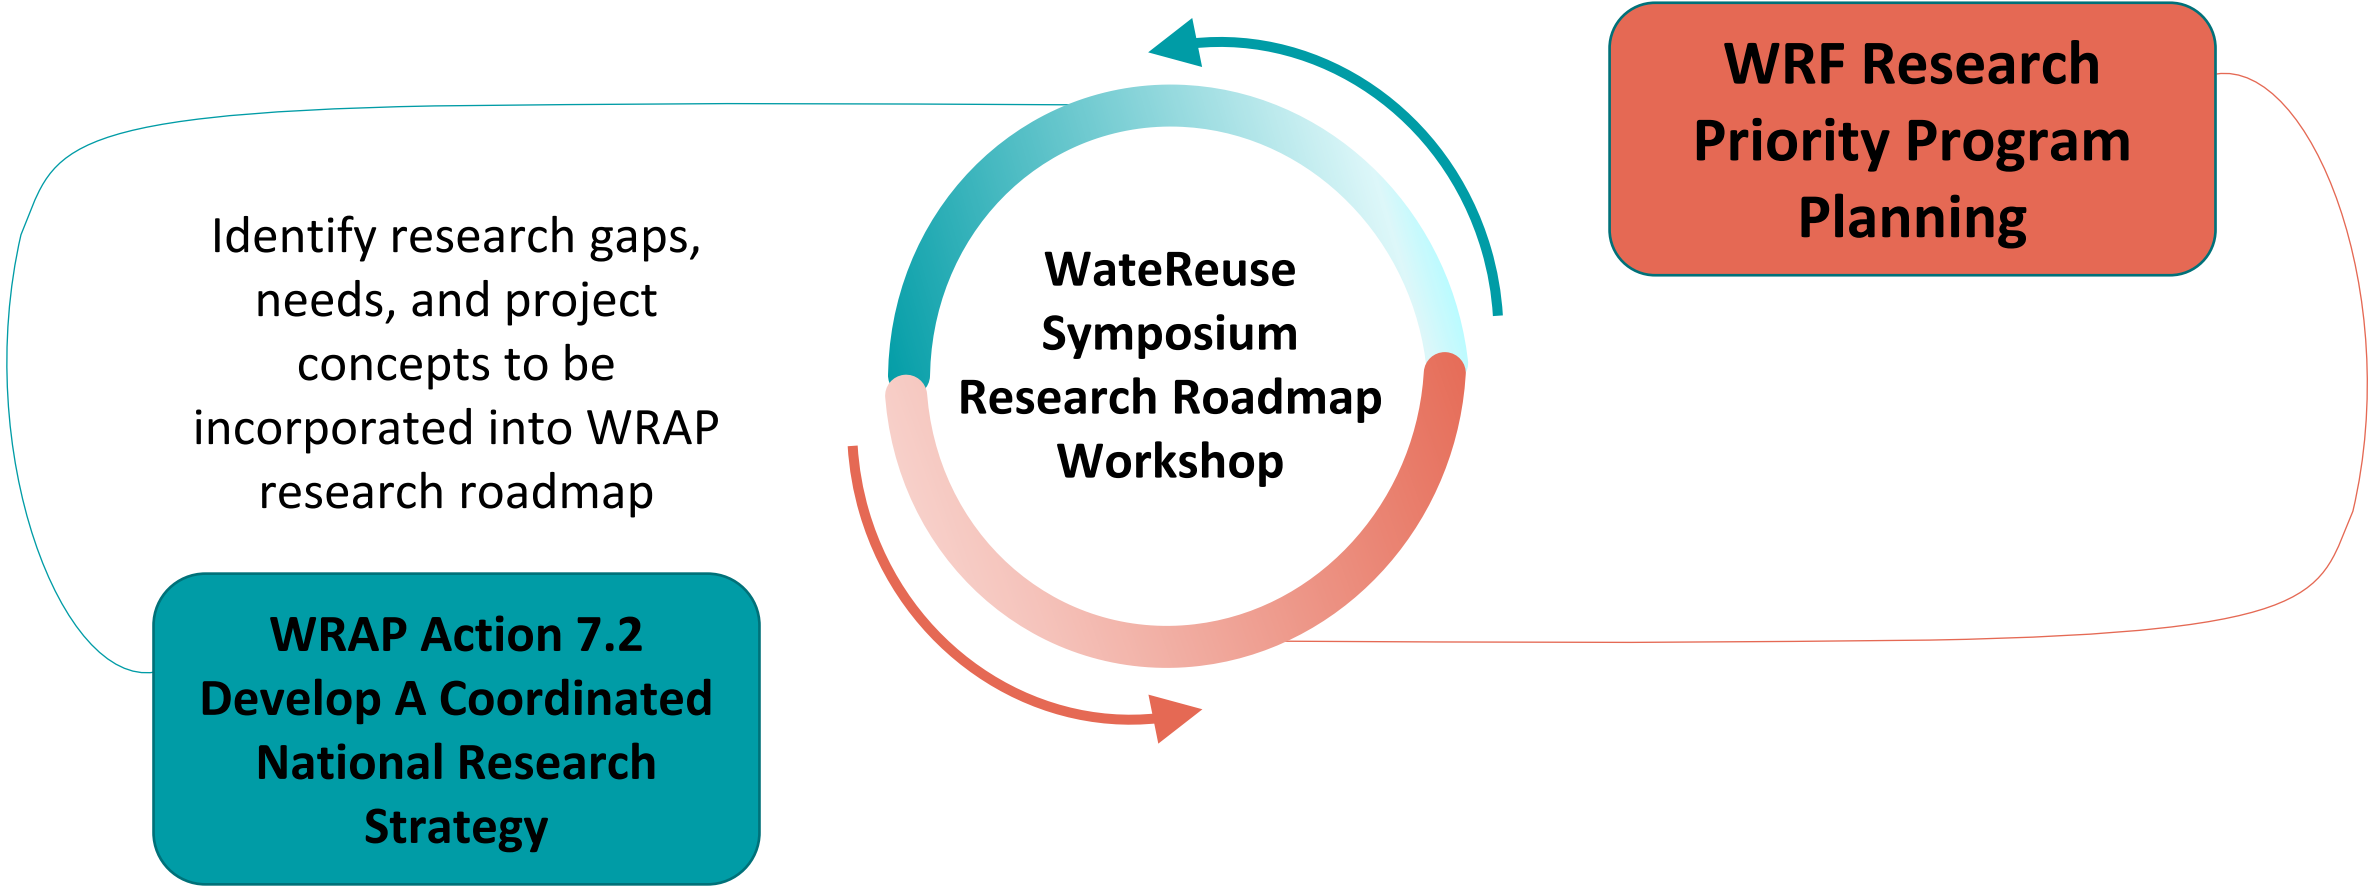 Identify research gaps,
needs, and project
concepts to be
incorporated into WRAP
research roadmap
WRAP Action 7.2
Develop A Coordinated
National Research
Strategy
WateReuse
Symposium
Research Roadmap
Workshop
WRF Research
Priority Program
Planning